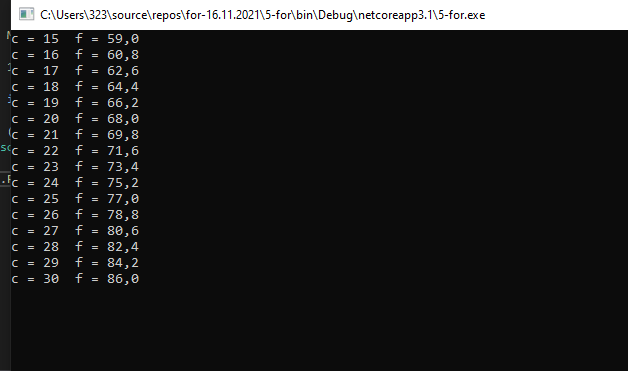 C:\Users\323\source\repos\for-16.11.2021\5-for\bin\Debug\netcoreapp3.1\5-for.exe
c = 15  f = 59,0
c = 16  f = 60,8
c = 17  f = 62,6
c = 18  f = 64,4
c = 19  f = 66,2
c = 20  f = 68,0
c = 21  f = 69,8
c = 22  f = 71,6
c = 23  f = 73,4
c = 24  f = 75,2
c = 25  f = 77,0
c = 26  f = 78,8
c = 27  f = 80,6
c = 28  f = 82,4
c = 29  f = 84,2
c = 30  f = 86,0